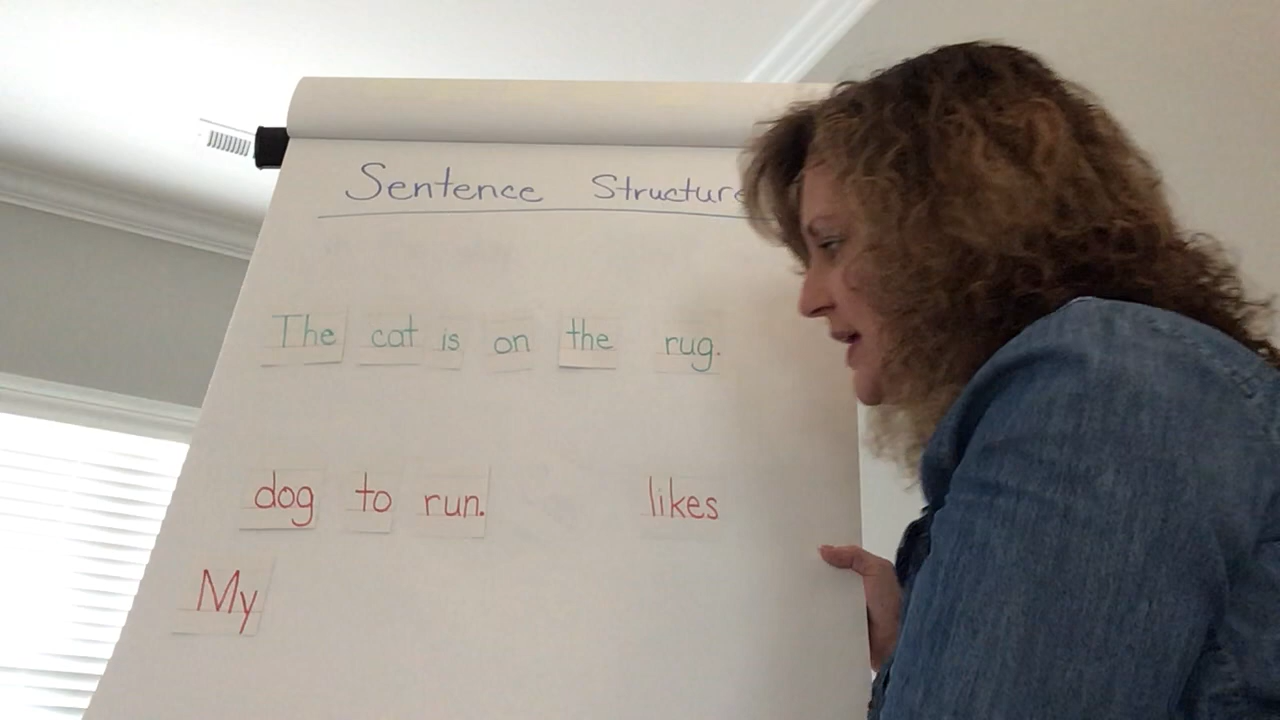 Sentence Structure
The cat is on the rug.
dog to run. likes
My